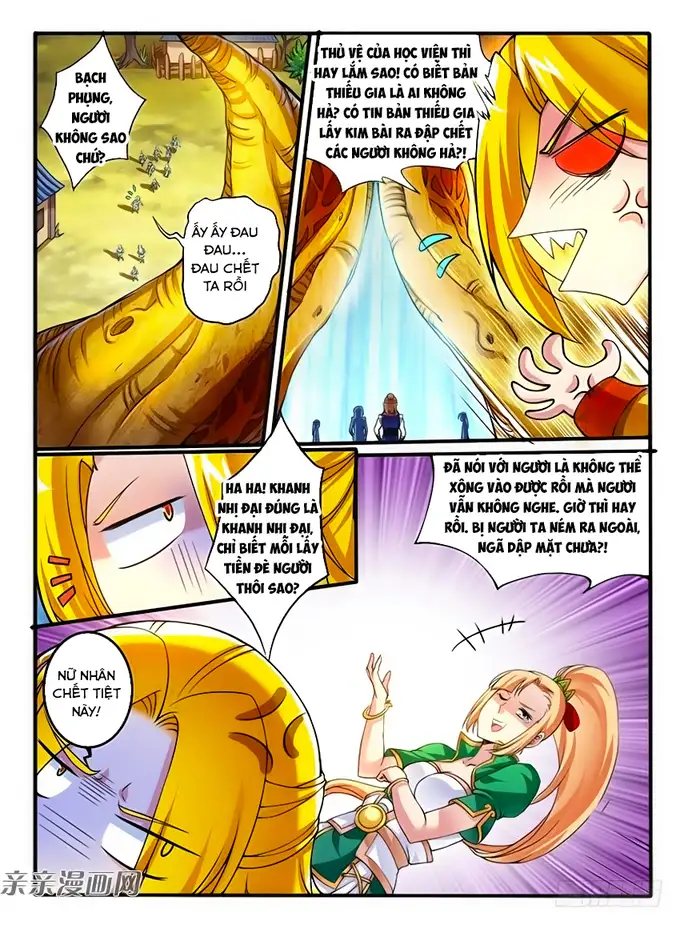 BẠCH
PHỤNG,
NGƯƠI
KHÔNG SAO
CHỨ?
ẤY ẤY ĐAU
ĐAU...
ĐAU CHẾT
TA RỒI
THỦ VỆ CỦA HỌC VIỆN THÌ
HAY LẮM SAO! CÓ BIẾT BẢN
THIẾU GIA LÀ AI KHÔNG
HẢ? CÓ TIN BẢN THIẾU GIA
LẤY KIM BÀI RA ĐẬP CHẾT
CÁC NGƯƠI KHÔNG HẢ?!
HA HA! KHANH
NHỊ ĐẠI ĐÚNG LÀ
KHANH NHỊ ĐẠI,
CHỈ BIẾT MỖI LẤY
TIỀN ĐÈ NGƯỜI
THÔI SAO?
ĐÃ NÓI VỚI NGƯƠI LÀ KHÔNG THỂ
XÔNG VÀO ĐƯỢC RỒI MÀ NGƯƠI
VẪN KHÔNG NGHE. GIỜ THÌ HAY
RỒI. BỊ NGƯỜI TA NÉM RA NGOÀI,
NGÃ DẬP MẶT CHƯA?!
NỮ NHÂN
CHẾT TIỆT
NÀY!
亲亲漫画网